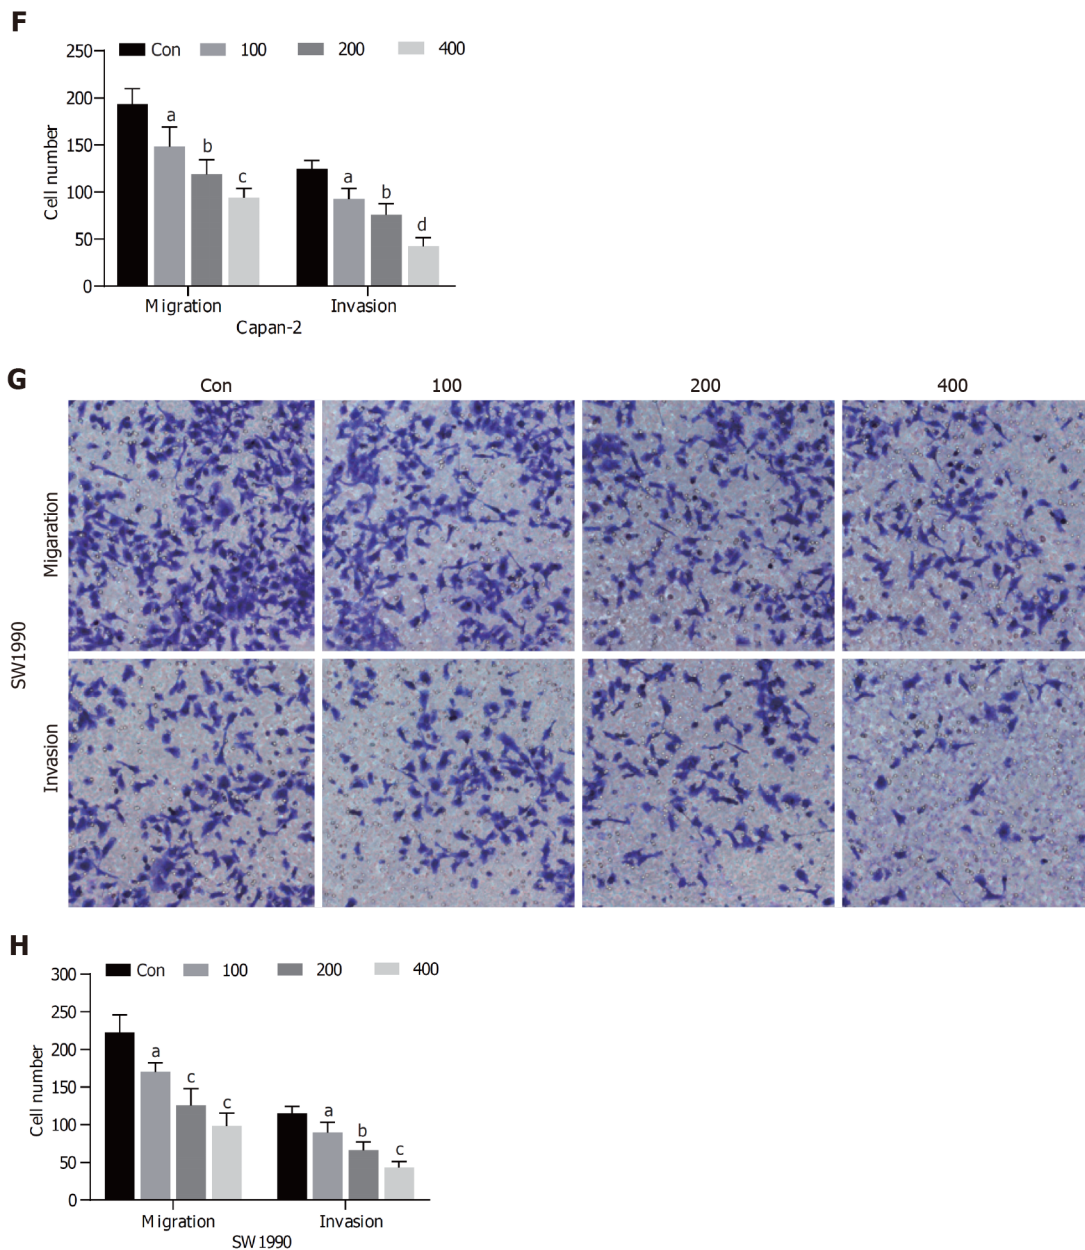 F
250
Con
100
200
400
200
150
100
50
0
Cell number
a
b
c
a
b
d
Migration
Invasion
Capan-2
G
Con
100
200
400
Migaration
SW1990
Invasion
H
300
Con
100
200
400
250
200
150
100
50
0
Cell number
a
c
c
a
b
c
Migration
Invasion
SW1990